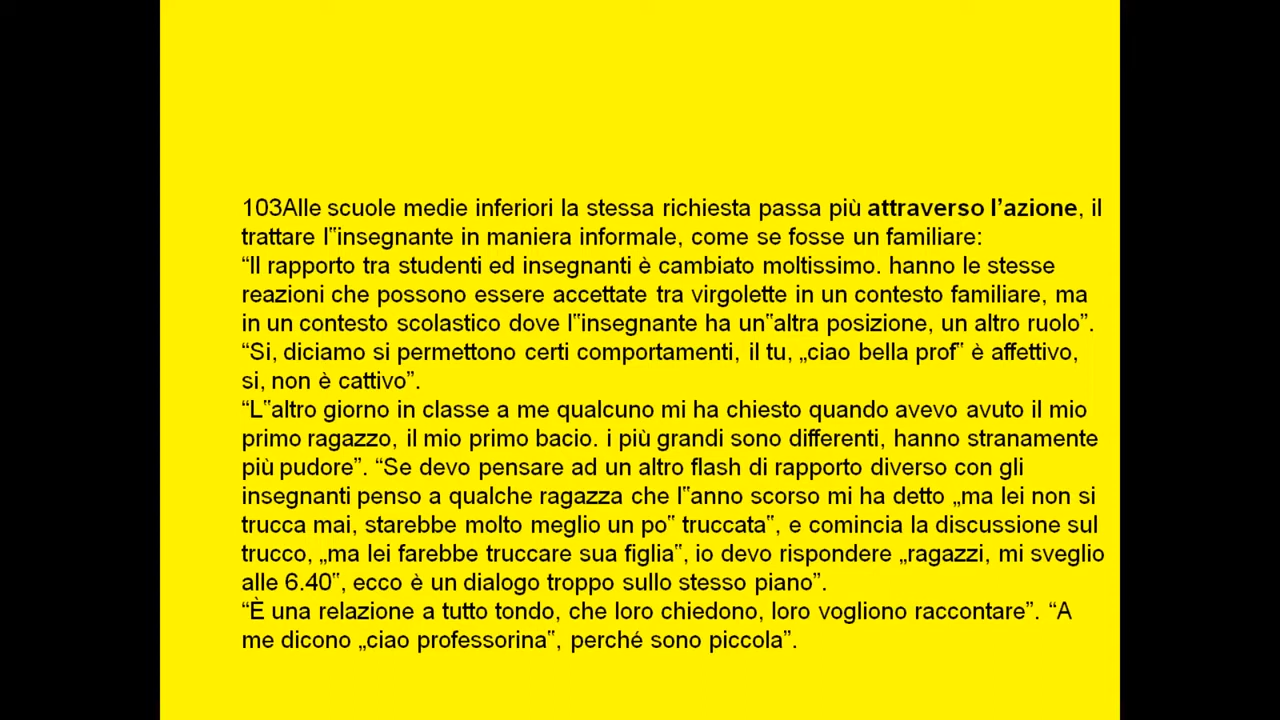 103Alle scuole medie inferiori la stessa richiesta passa più attraverso l’azione, il
trattare l‟insegnante in maniera informale, come se fosse un familiare:
“Il rapporto tra studenti ed insegnanti è cambiato moltissimo. hanno le stesse
reazioni che possono essere accettate tra virgolette in un contesto familiare, ma
in un contesto scolastico dove l‟insegnante ha un‟altra posizione, un altro ruolo”.
“Si, diciamo si permettono certi comportamenti, il tu, „ciao bella prof‟ è affettivo,
si, non è cattivo”.
“L‟altro giorno in classe a me qualcuno mi ha chiesto quando avevo avuto il mio
primo ragazzo, il mio primo bacio. i più grandi sono differenti, hanno stranamente
più pudore”. “Se devo pensare ad un altro flash di rapporto diverso con gli
insegnanti penso a qualche ragazza che l‟anno scorso mi ha detto „ma lei non si
trucca mai, starebbe molto meglio un po‟ truccata‟, e comincia la discussione sul
trucco, „ma lei farebbe truccare sua figlia‟, io devo rispondere „ragazzi, mi sveglio
alle 6.40‟, ecco è un dialogo troppo sullo stesso piano”.
“È una relazione a tutto tondo, che loro chiedono, loro vogliono raccontare”. “A
me dicono „ciao professorina‟, perché sono piccola”.